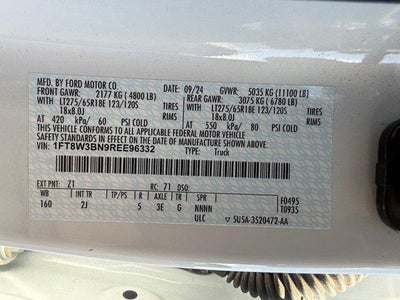 MFD. BY FORD MOTOR CO. 09/24 GVWR: 5035 KG (11100 LB)
FRONT GAWR: 2177 KG (4800 LB) REAR GAWR: 3075 KG (6780 LB)
LT275/65R18E 123/120S TIRES LT275/65R18E 123/120S TIRES
18x8.0J RIMS 18x8.0J RIMS
AT 420 kPa/ 60 PSI COLD AT 550 kPa/ 80 PSI COLD
THIS VEHICLE CONFORMS TO ALL APPLICABLE FEDERAL MOTOR VEHICLE SAFETY
STANDARDS IN EFFECT ON THE DATE OF MANUFACTURE SHOWN ABOVE.
VIN: 1FT8W3BN9REE96332
TYPE: Truck
EXT PNT: Z1 RC: 71 DSO: F0495
WB INT TR TP/PS R AXLE TR SPR T0935
160 2J 5 3E G NNNN
ULC 5U5A-3520472-AA